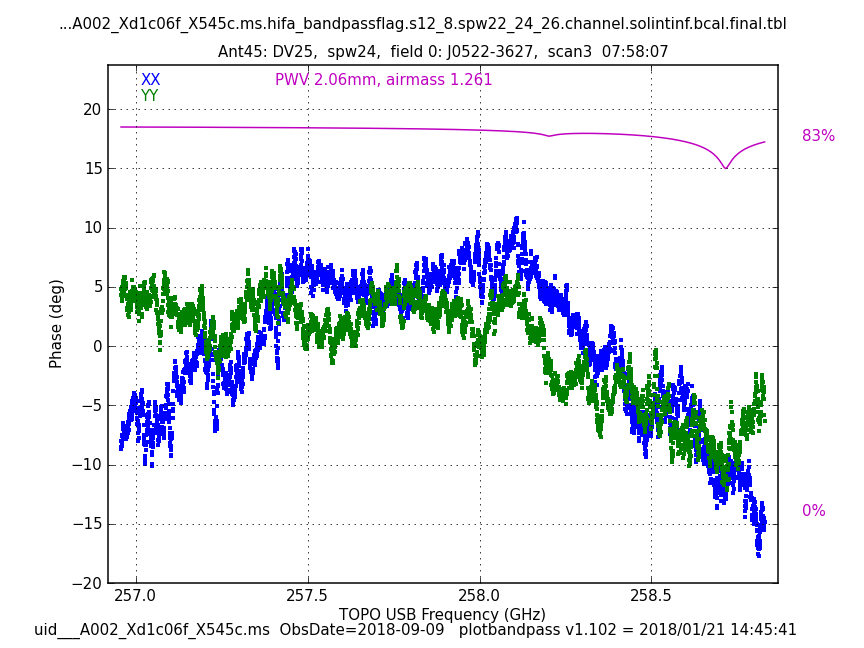 ...A002_Xd1c06f_X545c.ms.hifa_bandpassflag.s12_8.spw22_24_26.channel.solintinf.bcal.final.tbl
Ant45: DV25,  spw24,  field 0: J0522-3627,  scan3  07:58:07
XX
PWV 2.06mm, airmass 1.261
YY
20
83%
15
10
5
0
−5
−10
0%
−15
−20
Phase (deg)
257.0
257.5
258.0
258.5
TOPO USB Frequency (GHz)
uid___A002_Xd1c06f_X545c.ms  ObsDate=2018-09-09   plotbandpass v1.102 = 2018/01/21 14:45:41